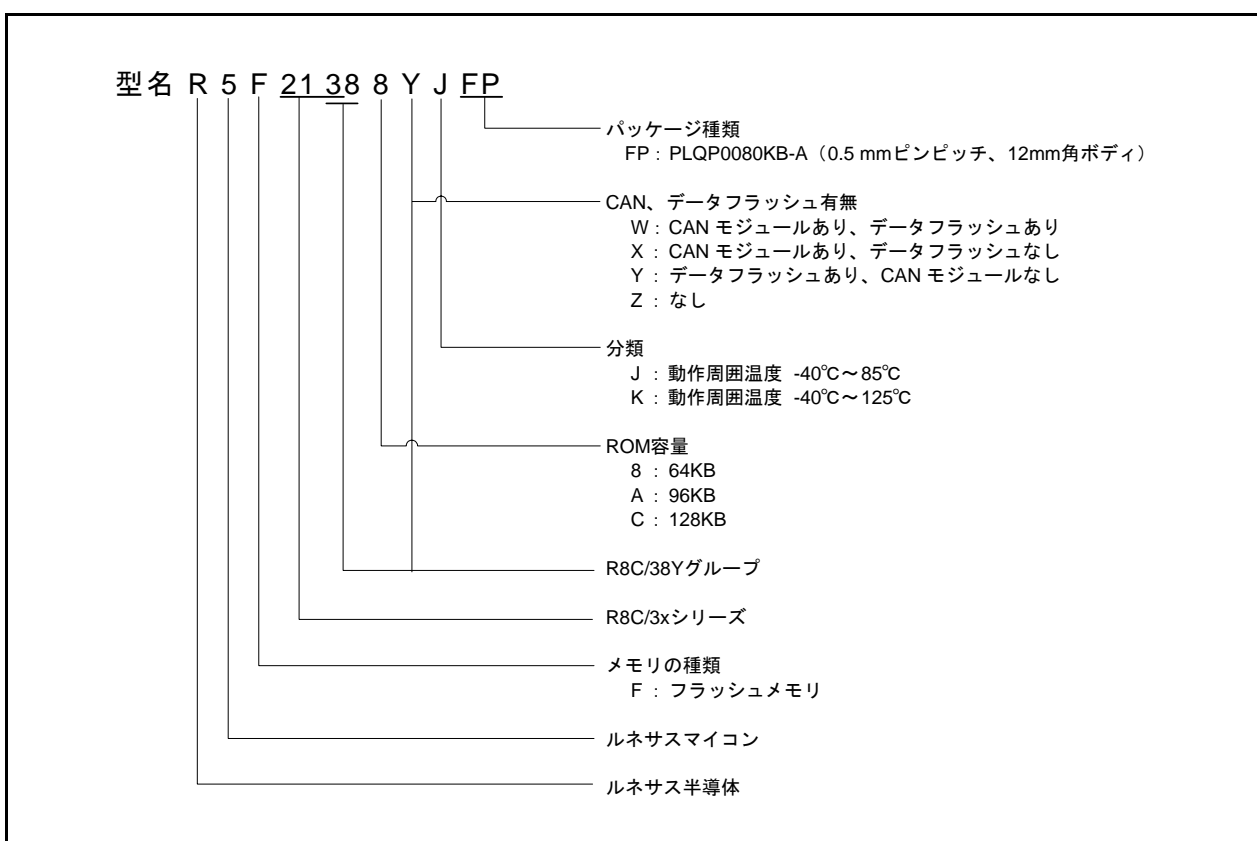 型名 R 5 F 21 38 8 Y J FP
パッケージ種類
FP : PLQP0080KB-A（0.5 mmピンピッチ、12mm角ボディ）
CAN、データフラッシュ有無
W : CAN モジュールあり、データフラッシュあり
X : CAN モジュールあり、データフラッシュなし
Y : データフラッシュあり、CAN モジュールなし
Z : なし
分類
J : 動作周囲温度 -40℃～85℃
K : 動作周囲温度 -40℃～125℃
ROM容量
8 : 64KB
A : 96KB
C : 128KB
R8C/38Yグループ
R8C/3xシリーズ
メモリの種類
F : フラッシュメモリ
ルネサスマイコン
ルネサス半導体